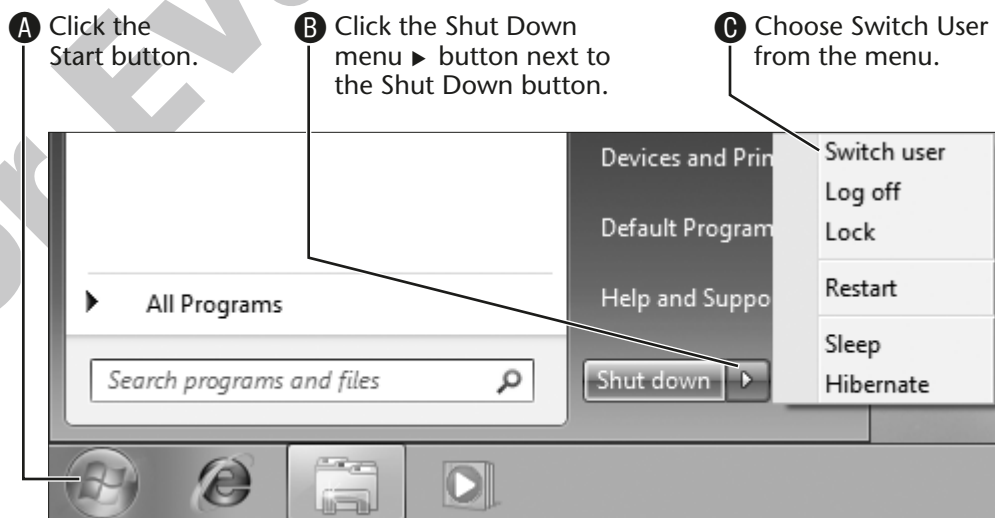 A Click the
Start button.
B Click the Shut Down
menu ▶ button next to
the Shut Down button.
C Choose Switch User
from the menu.
Devices and Prin
Default Program
Help and Suppo
All Programs
Search programs and files
Shut down
Switch user
Log off
Lock
Restart
Sleep
Hibernate